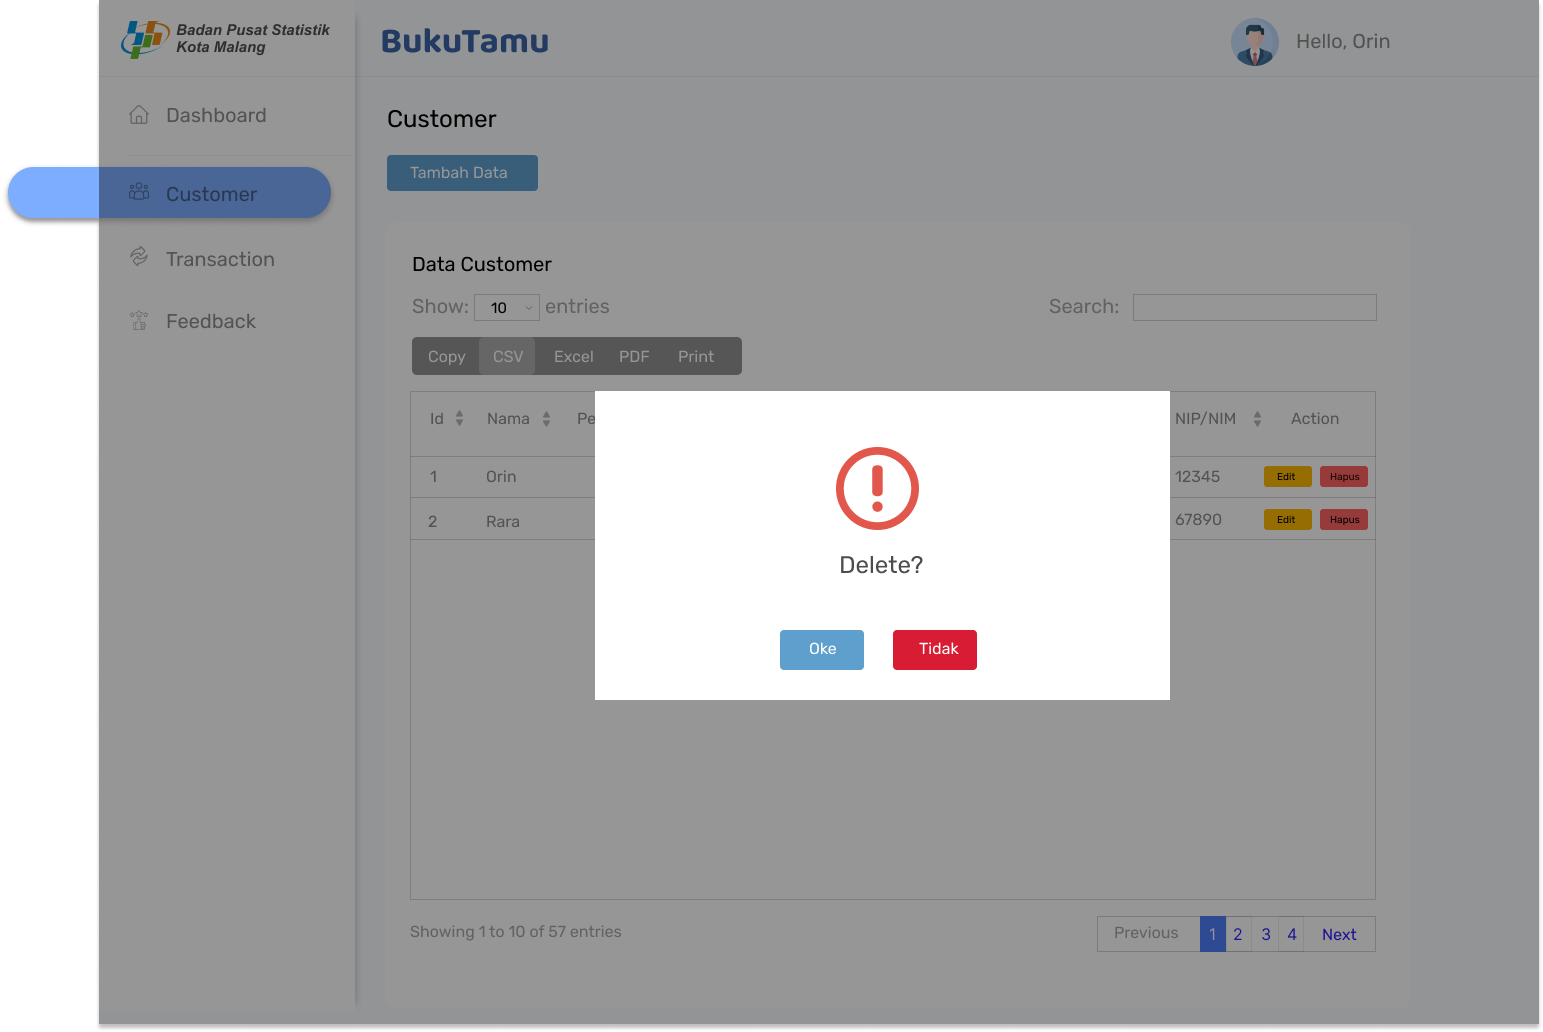 Badan Pusat Statistik
Kota Malang
BukuTamu
Hello, Orin
Dashboard
Customer
Transaction
Feedback
Customer
Tambah Data
Data Customer
Show: 10 entries
Search:
Copy CSV Excel PDF Print
Id Nama Pe NIP/NIM Action
1 Orin 12345 Edit Hapus
2 Rara 67890 Edit Hapus
Delete?
Oke Tidak
Showing 1 to 10 of 57 entries
Previous 1 2 3 4 Next